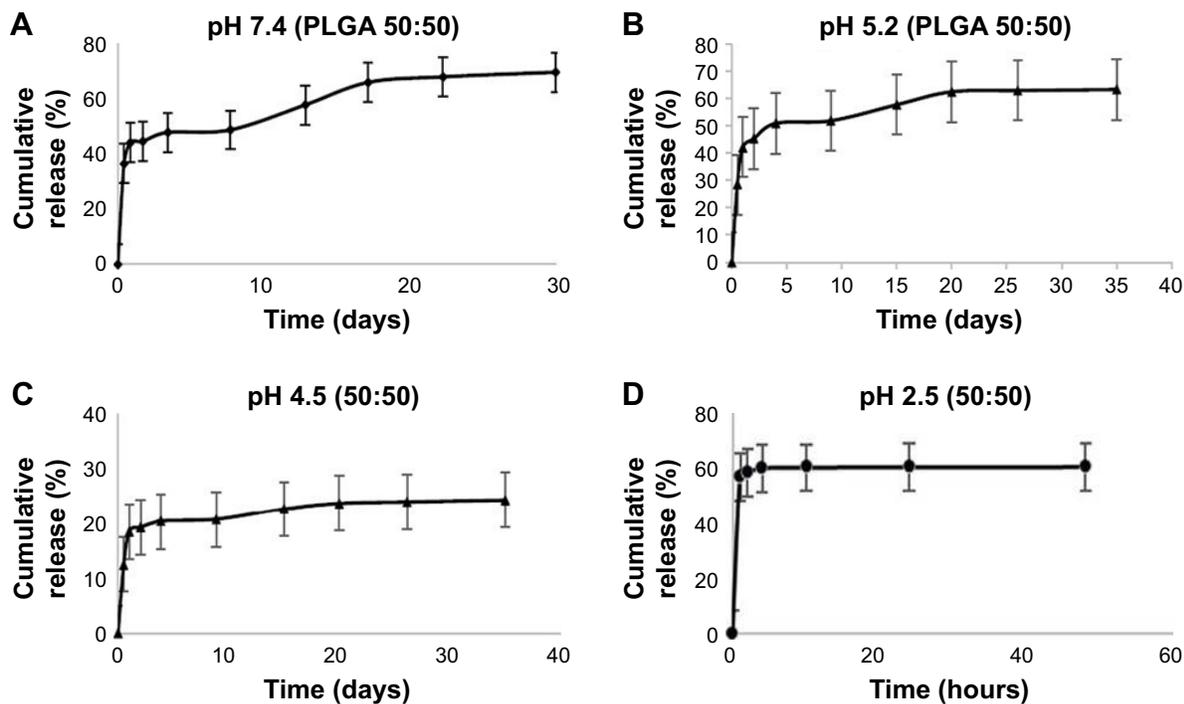 A
pH 7.4 (PLGA 50:50)
80
60
40
20
0
0
10
20
30
Cumulative
release (%)
Time (days)
B
pH 5.2 (PLGA 50:50)
80
70
60
50
40
30
20
10
0
0
5
10
15
20
25
30
35
40
Cumulative
release (%)
Time (days)
C
pH 4.5 (50:50)
40
30
20
10
0
0
10
20
30
40
Cumulative
release (%)
Time (days)
D
pH 2.5 (50:50)
80
60
40
20
0
0
20
40
60
Cumulative
release (%)
Time (hours)